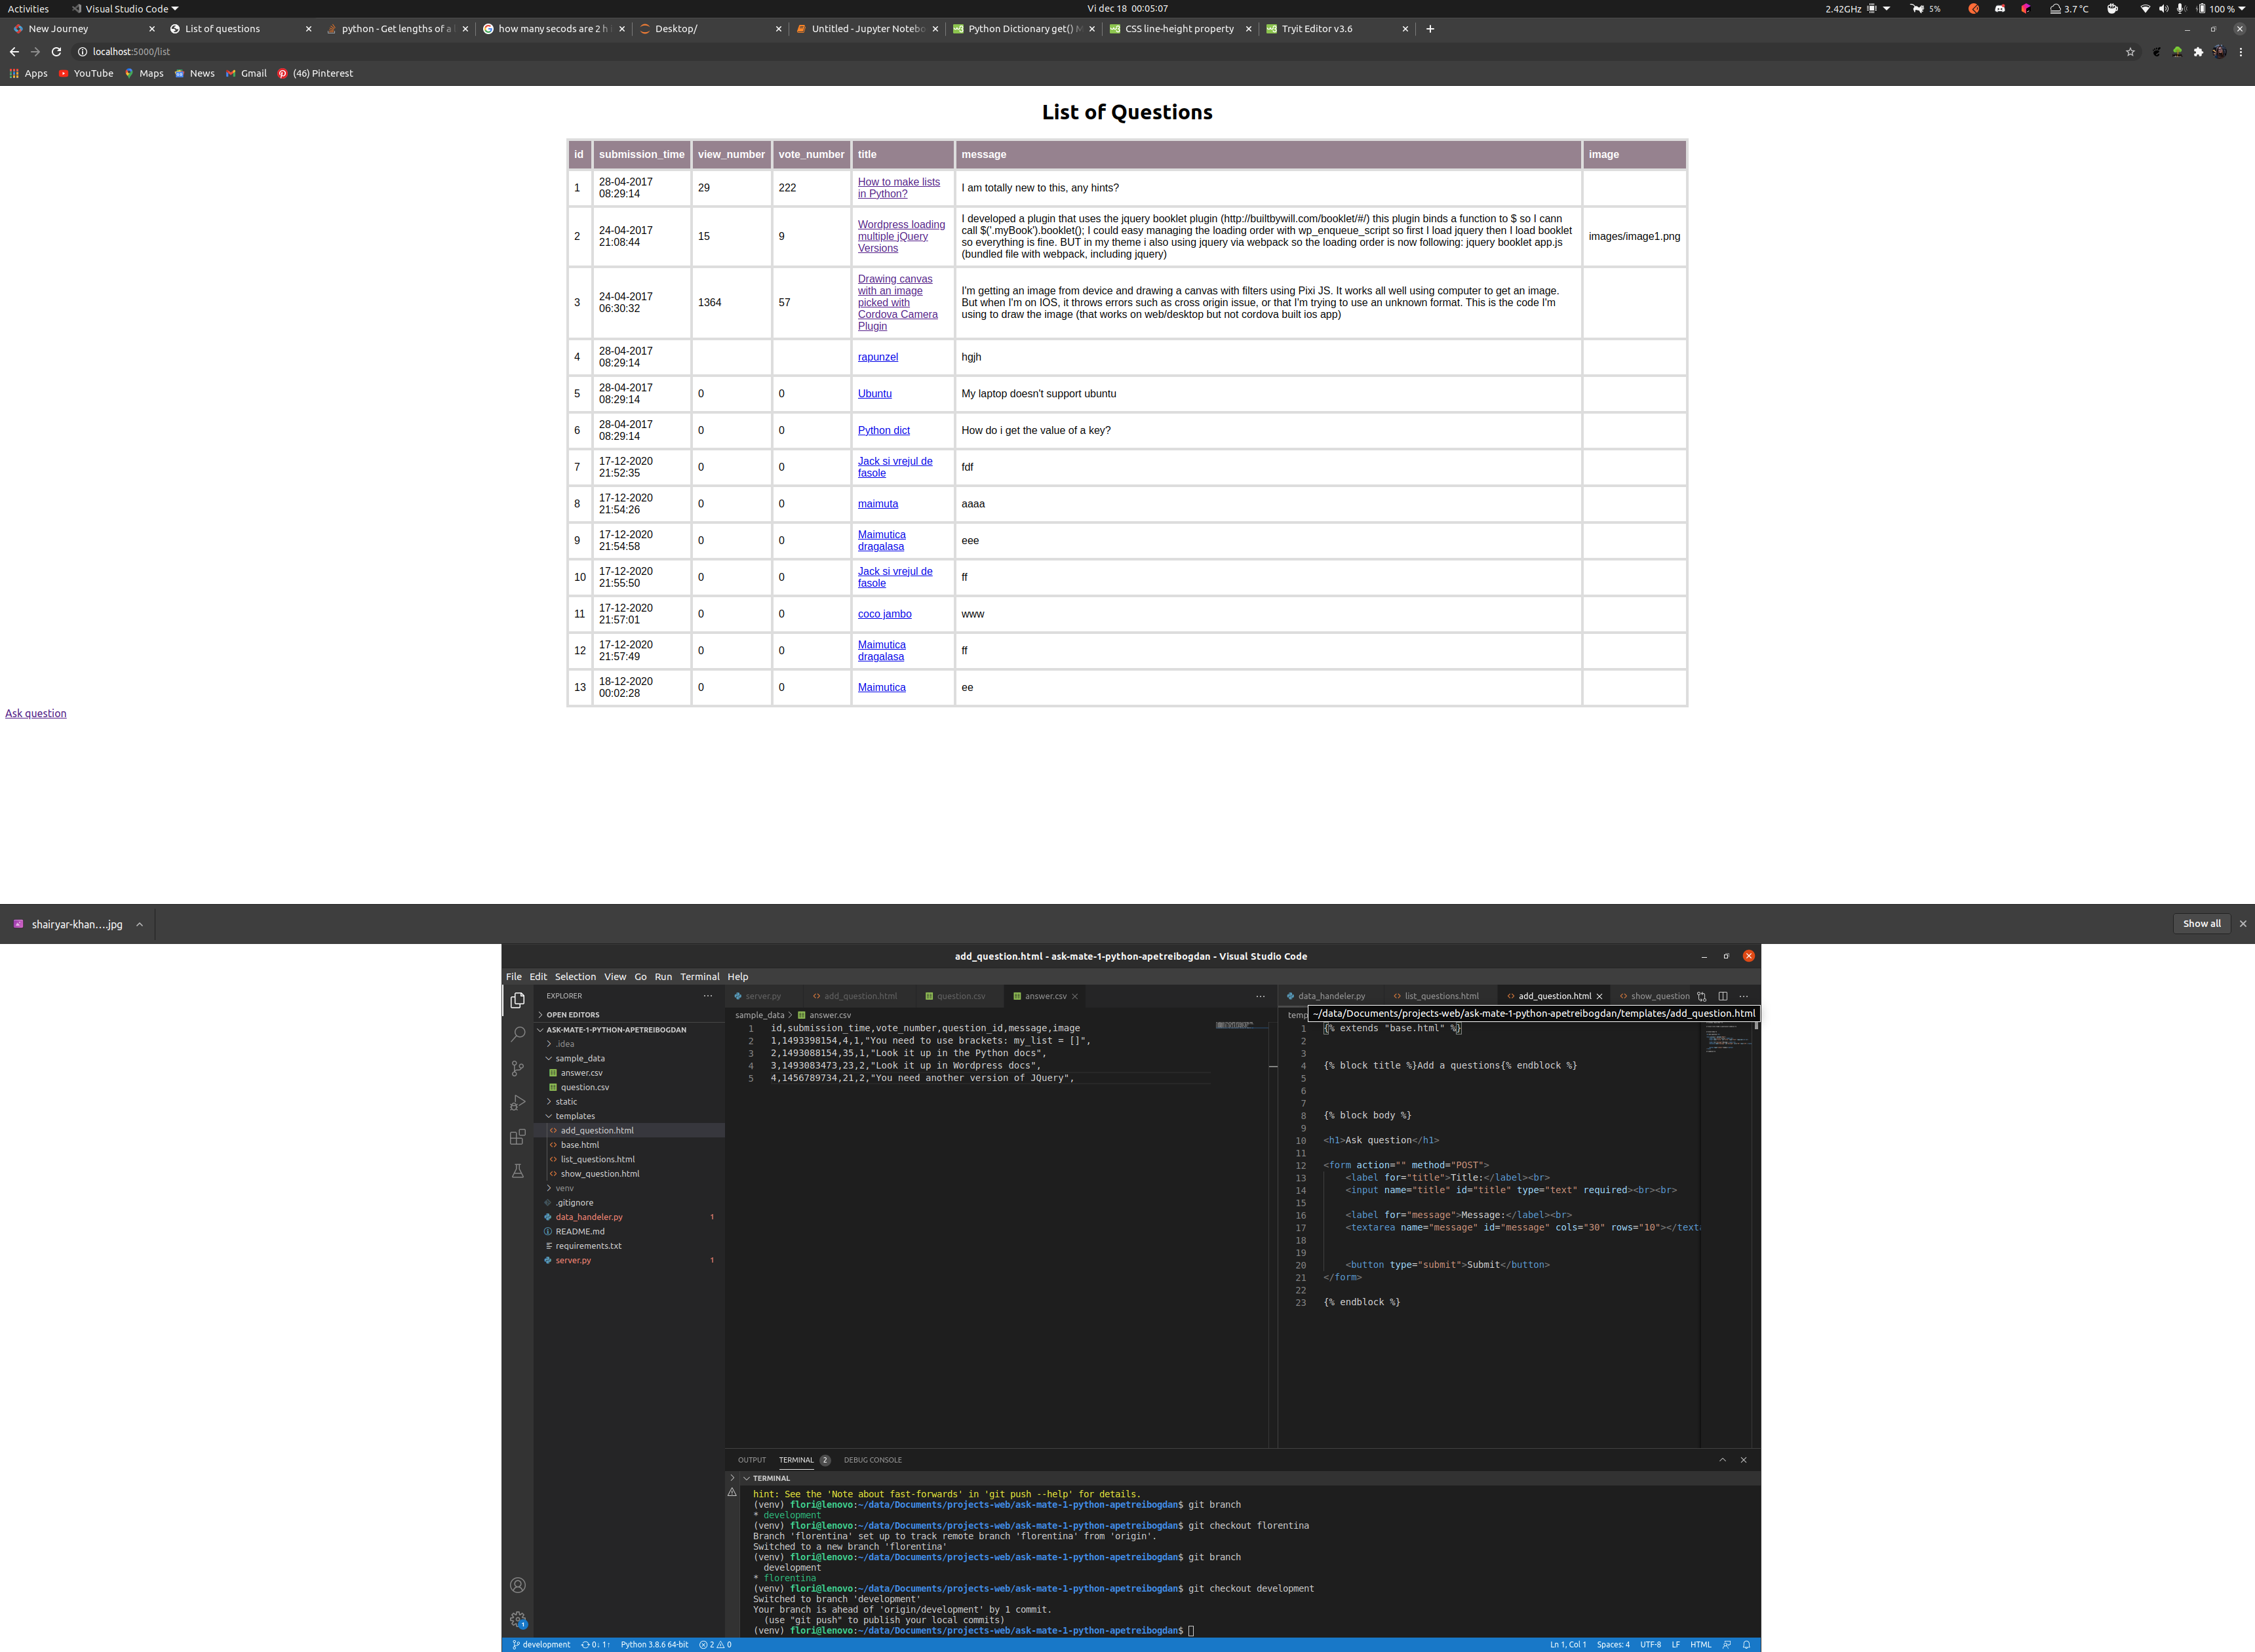 Activities Visual Studio Code Vi dec 18 00:05:07 2.42GHz 5% 3.7 °C 100 %
New Journey List of questions python - Get lengths of a how many secods are 2 h Desktop/ Untitled - Jupyter Notebo Python Dictionary get() CSS line-height property Tryit Editor v3.6
localhost:5000/list
Apps YouTube Maps News Gmail (46) Pinterest
List of Questions
id submission_time view_number vote_number title message image
1 28-04-2017 08:29:14 29 222 How to make lists in Python? I am totally new to this, any hints?
2 24-04-2017 21:08:44 15 9 Wordpress loading multiple jQuery Versions I developed a plugin that uses the jquery booklet plugin (http://builtbywill.com/booklet/#/) this plugin binds a function to $ so I cann call $('.myBook').booklet(); I could easy managing the loading order with wp_enqueue_script so first I load jquery then I load booklet so everything is fine. BUT in my theme i also using jquery via webpack so the loading order is now following: jquery booklet app.js (bundled file with webpack, including jquery) images/image1.png
3 24-04-2017 06:30:32 1364 57 Drawing canvas with an image picked with Cordova Camera Plugin I'm getting an image from device and drawing a canvas with filters using Pixi JS. It works all well using computer to get an image. But when I'm on IOS, it throws errors such as cross origin issue, or that I'm trying to use an unknown format. This is the code I'm using to draw the image (that works on web/desktop but not cordova built ios app)
4 28-04-2017 08:29:14 rapunzel hgjh
5 28-04-2017 08:29:14 0 0 Ubuntu My laptop doesn't support ubuntu
6 28-04-2017 08:29:14 0 0 Python dict How do i get the value of a key?
7 17-12-2020 21:52:35 0 0 Jack si vrejul de fasole fdf
8 17-12-2020 21:54:26 0 0 maimuta aaaa
9 17-12-2020 21:54:58 0 0 Maimutica dragalasa eee
10 17-12-2020 21:55:50 0 0 Jack si vrejul de fasole ff
11 17-12-2020 21:57:01 0 0 coco jambo www
12 17-12-2020 21:57:49 0 0 Maimutica dragalasa ff
13 18-12-2020 00:02:28 0 0 Maimutica ee
Ask question
shairyar-khan....jpg Show all
add_question.html - ask-mate-1-python-apetreibogdan - Visual Studio Code
File Edit Selection View Go Run Terminal Help
EXPLORER
OPEN EDITORS
ASK-MATE-1-PYTHON-APETREIBOGDAN
.idea
sample_data
answer.csv
question.csv
static
templates
add_question.html
base.html
list_questions.html
show_question.html
venv
.gitignore
data_handeler.py 1
README.md
requirements.txt
server.py 1
server.py add_question.html question.csv answer.csv
sample_data > answer.csv
1 id,submission_time,vote_number,question_id,message,image
2 1,1493398154,4,1,"You need to use brackets: my_list = []",
3 2,1493088154,35,1,"Look it up in the Python docs",
4 3,1493083473,23,2,"Look it up in Wordpress docs",
5 4,1456789734,21,2,"You need another version of JQuery",
data_handeler.py list_questions.html add_question.html show_question
temp ~/data/Documents/projects-web/ask-mate-1-python-apetreibogdan/templates/add_question.html
1 {% extends "base.html" %}
2
3
4 {% block title %}Add a questions{% endblock %}
5
6
7
8 {% block body %}
9
10 <h1>Ask question</h1>
11
12 <form action="" method="POST">
13 <label for="title">Title:</label><br>
14 <input name="title" id="title" type="text" required><br><br>
15
16 <label for="message">Message:</label><br>
17 <textarea name="message" id="message" cols="30" rows="10"></text
18
19
20 <button type="submit">Submit</button>
21 </form>
22
23 {% endblock %}
OUTPUT TERMINAL 2 DEBUG CONSOLE
TERMINAL
hint: See the 'Note about fast-forwards' in 'git push --help' for details.
(venv) flori@lenovo:~/data/Documents/projects-web/ask-mate-1-python-apetreibogdan$ git branch
* development
(venv) flori@lenovo:~/data/Documents/projects-web/ask-mate-1-python-apetreibogdan$ git checkout florentina
Branch 'florentina' set up to track remote branch 'florentina' from 'origin'.
Switched to a new branch 'florentina'
(venv) flori@lenovo:~/data/Documents/projects-web/ask-mate-1-python-apetreibogdan$ git branch
development
* florentina
(venv) flori@lenovo:~/data/Documents/projects-web/ask-mate-1-python-apetreibogdan$ git checkout development
Switched to branch 'development'
Your branch is ahead of 'origin/development' by 1 commit.
(use "git push" to publish your local commits)
(venv) flori@lenovo:~/data/Documents/projects-web/ask-mate-1-python-apetreibogdan$
development 0↓ 1↑ Python 3.8.6 64-bit 2 0 Ln 1, Col 1 Spaces: 4 UTF-8 LF HTML